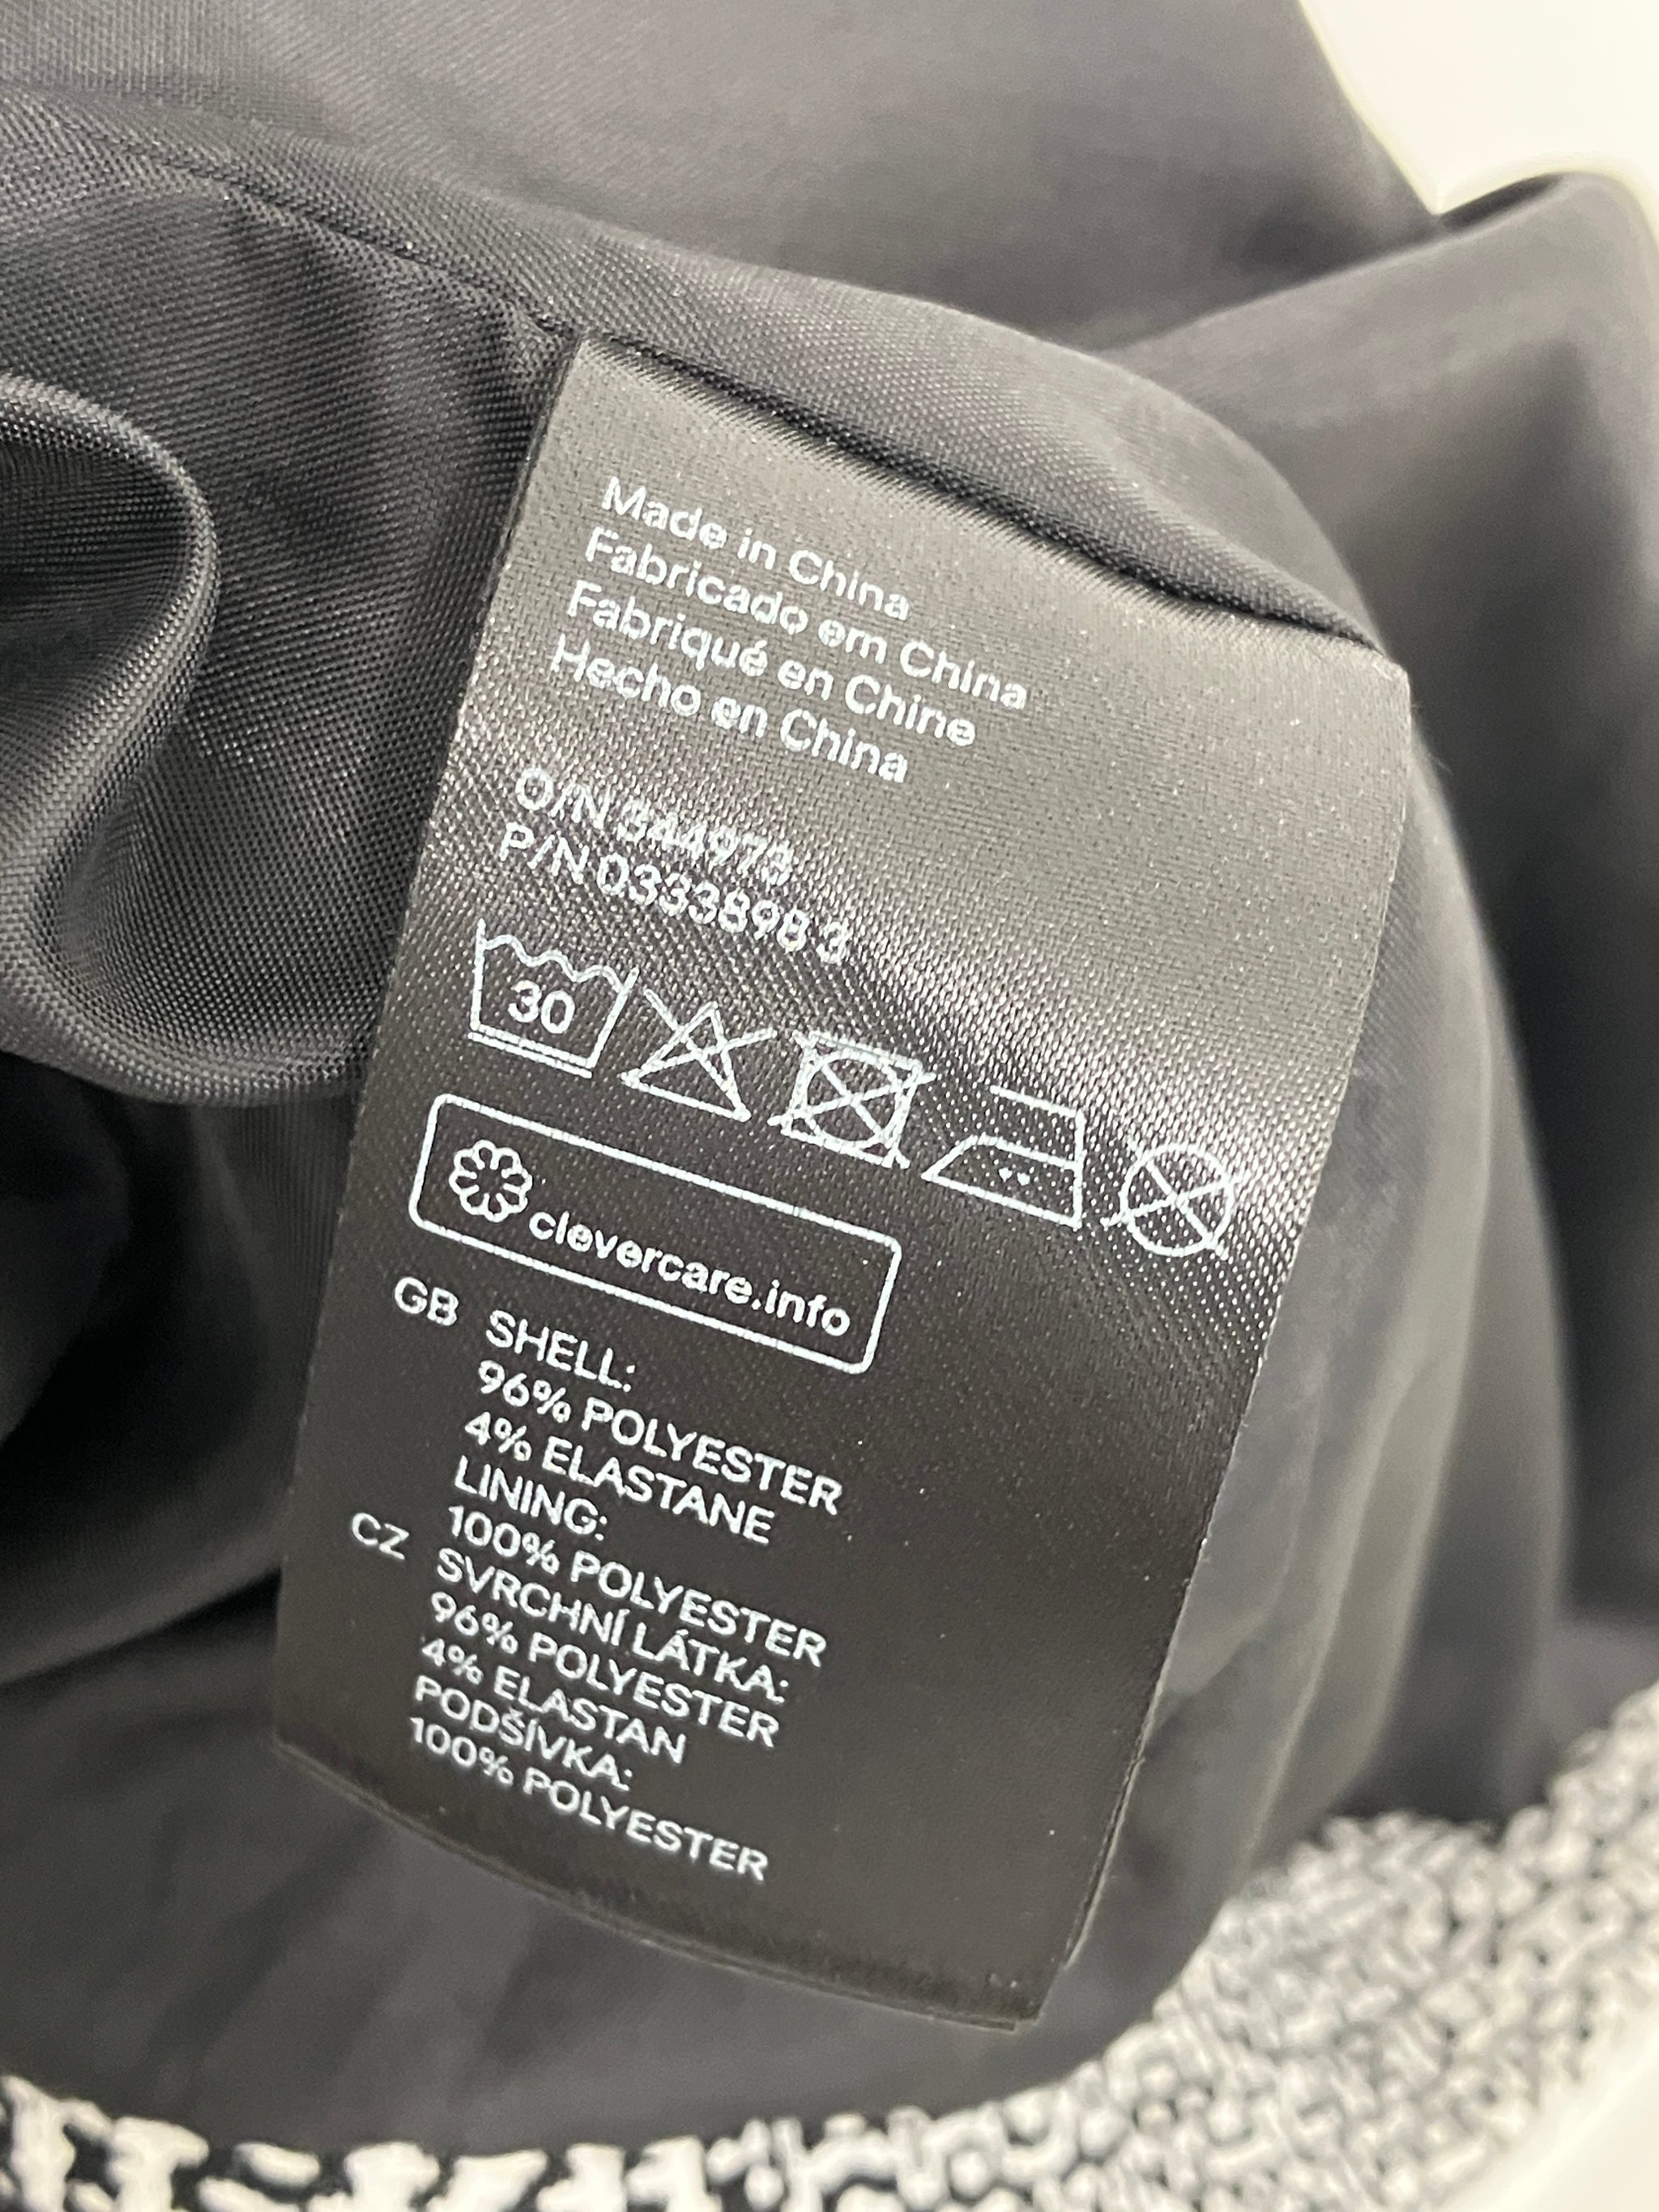 Made in China
Fabricado em China
Fabriqué en Chine
Hecho en China
O/N 344973
P/N 0333898 3
30
clevercare.info
GB SHELL:
96% POLYESTER
4% ELASTANE
LINING:
100% POLYESTER
CZ SVRCHNÍ LÁTKA:
96% POLYESTER
4% ELASTAN
PODŠÍVKA:
100% POLYESTER